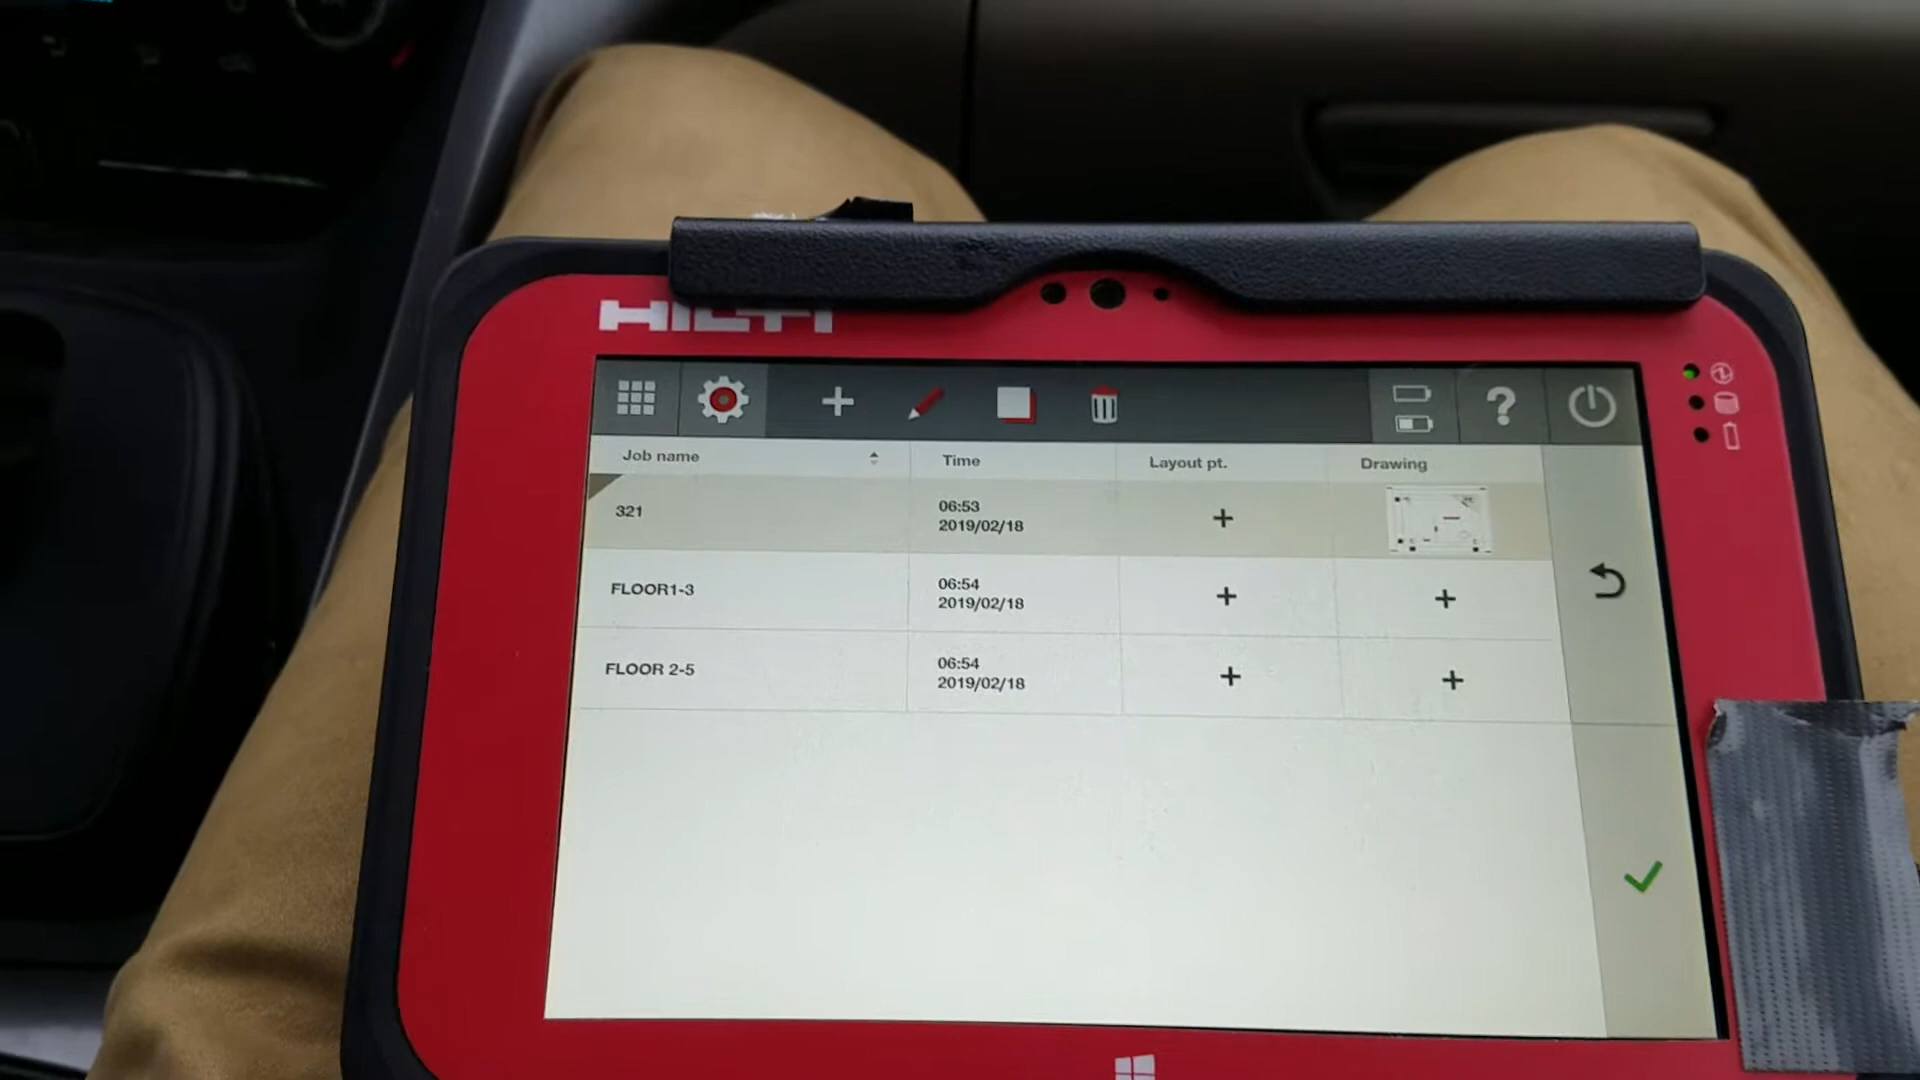 HILTI
?
Job name Time Layout pt. Drawing
321 06:53
2019/02/18 +
FLOOR1-3 06:54
2019/02/18 + +
FLOOR 2-5 06:54
2019/02/18 + +